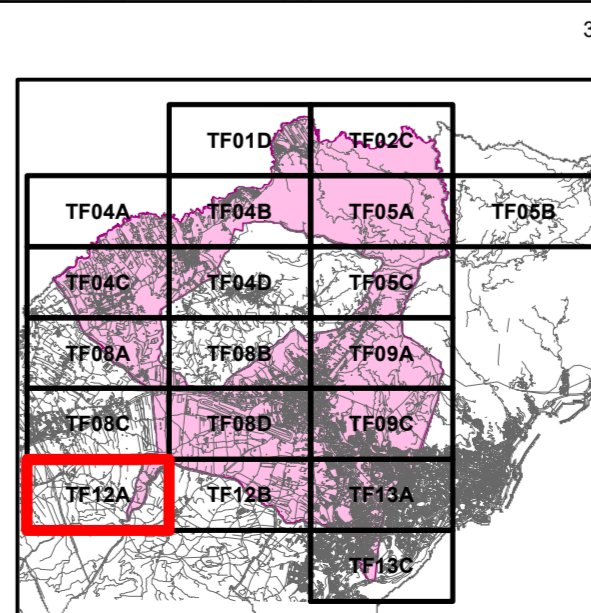 3
TF01D TF02C
TF04A TF04B TF05A TF05B
TF04C TF04D TF05C
TF08A TF08B TF09A
TF08C TF08D TF09C
TF12A TF12B TF13A
TF13C